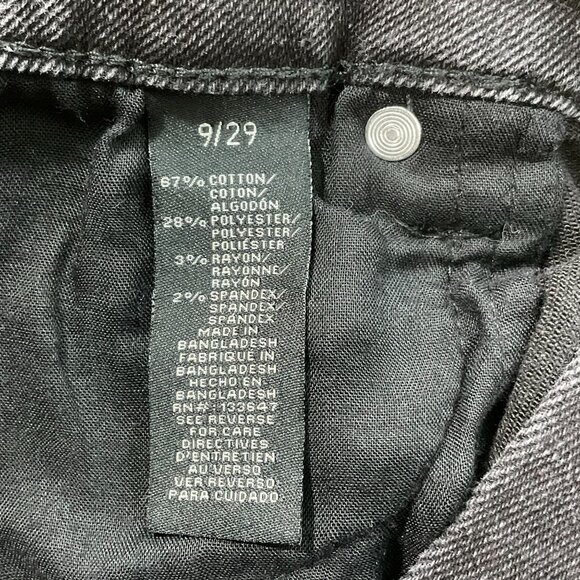 9/29
67% COTTON/
COTON/
ALGODÓN
28% POLYESTER/
POLYESTER/
POLIÉSTER
3% RAYON/
RAYONNE/
RAYÓN
2% SPANDEX/
SPANDEX/
SPANDEX
MADE IN
BANGLADESH
FABRIQUE IN
BANGLADESH
HECHO EN
BANGLADESH
RN#: 133647
SEE REVERSE
FOR CARE
DIRECTIVES
D'ENTRETIEN
AU VERSO
VER REVERSO
PARA CUIDADO